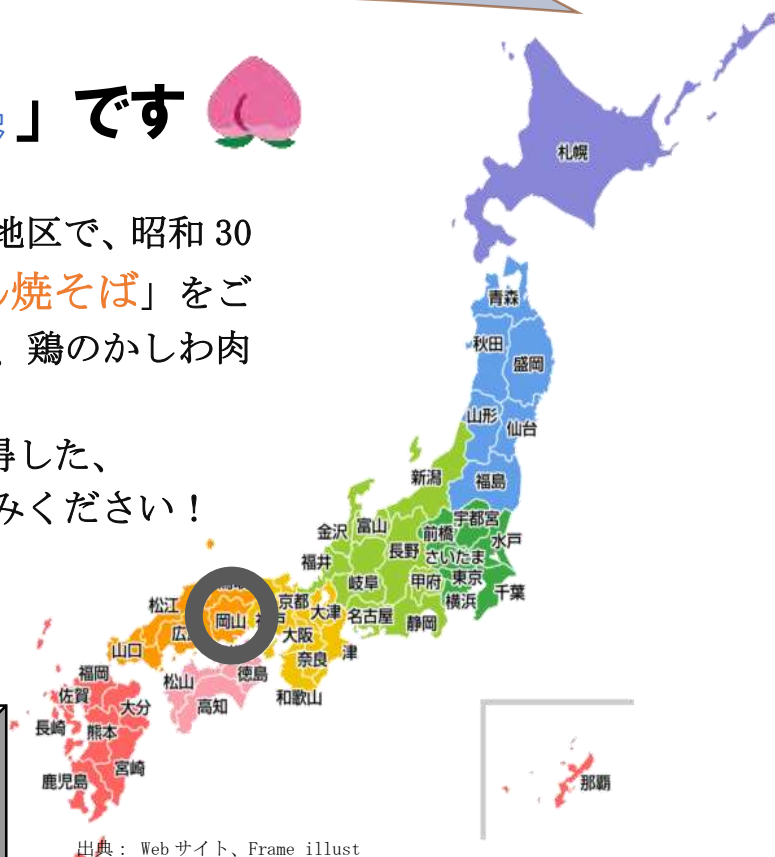 」です
地区で、昭和 30
焼そば」をご
鶏のかしわ肉
得した、
みください！
札幌
青森
秋田
盛岡
山形
仙台
新潟
福島
宇都宮
金沢
富山
前橋
水戸
長野
さいたま
福井
岐阜
甲府
東京
千葉
松江
京都
大津
名古屋
横浜
静岡
岡山
大阪
山口
奈良
津
福岡
松山
徳島
佐賀
和歌山
大分
高知
長崎
熊本
宮崎
鹿児島
那覇
出典： Web サイト、Frame illust